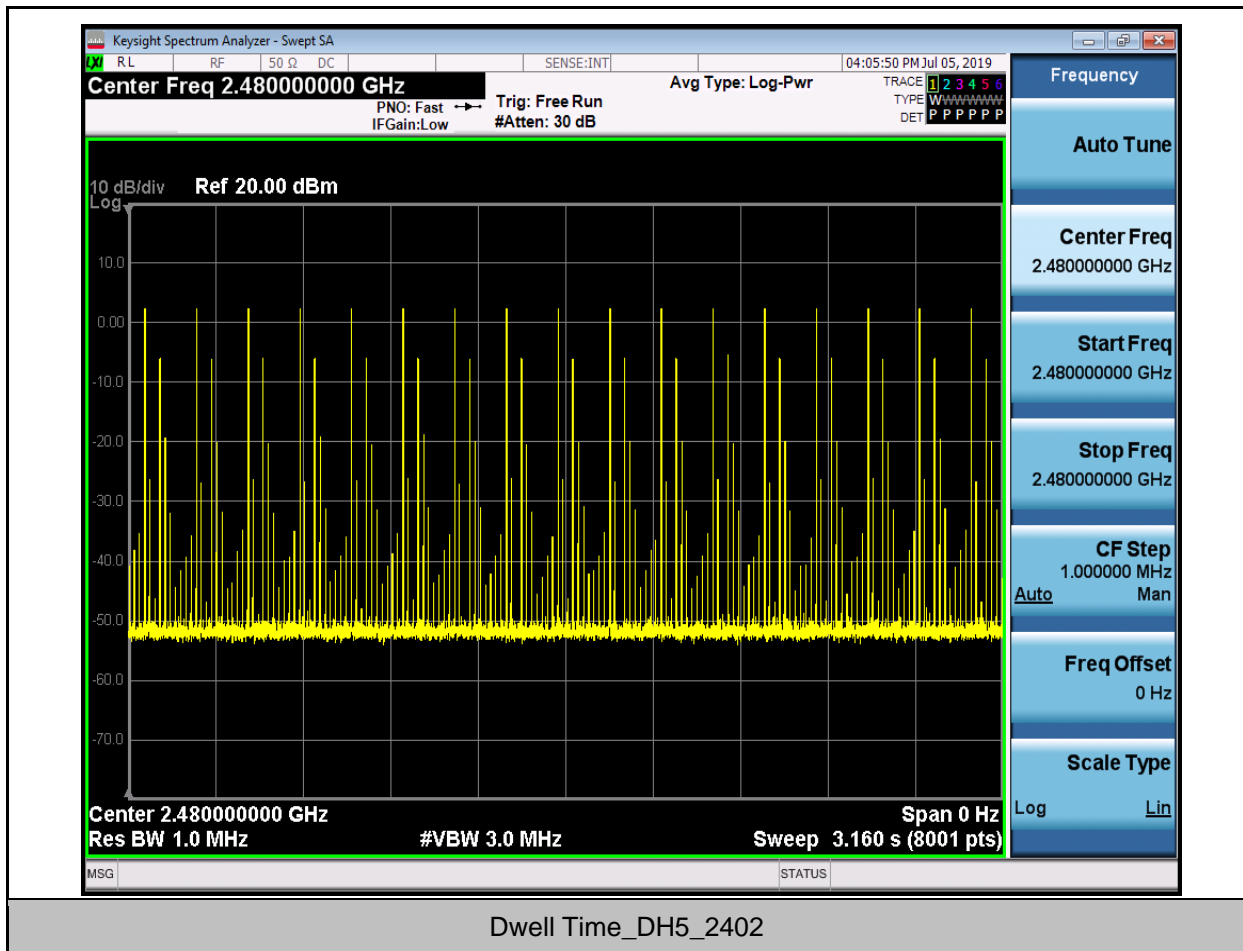 Keysight Spectrum Analyzer - Swept SA
LXI RL RF 50 Ω DC SENSE:INT 04:05:50 PM Jul 05, 2019
Center Freq 2.480000000 GHz
PNO: Fast
IFGain:Low
Trig: Free Run
#Atten: 30 dB
Avg Type: Log-Pwr
TRACE 1 2 3 4 5 6
TYPE WWWWWW
DET P P P P P P
10 dB/div
Log
Ref 20.00 dBm
10.0
0.00
-10.0
-20.0
-30.0
-40.0
-50.0
-60.0
-70.0
Center 2.480000000 GHz
Span 0 Hz
Res BW 1.0 MHz
#VBW 3.0 MHz
Sweep 3.160 s (8001 pts)
Frequency
Auto Tune
Center Freq
2.480000000 GHz
Start Freq
2.480000000 GHz
Stop Freq
2.480000000 GHz
CF Step
1.000000 MHz
Auto Man
Freq Offset
0 Hz
Scale Type
Log Lin
MSG
STATUS
Dwell Time_DH5_2402